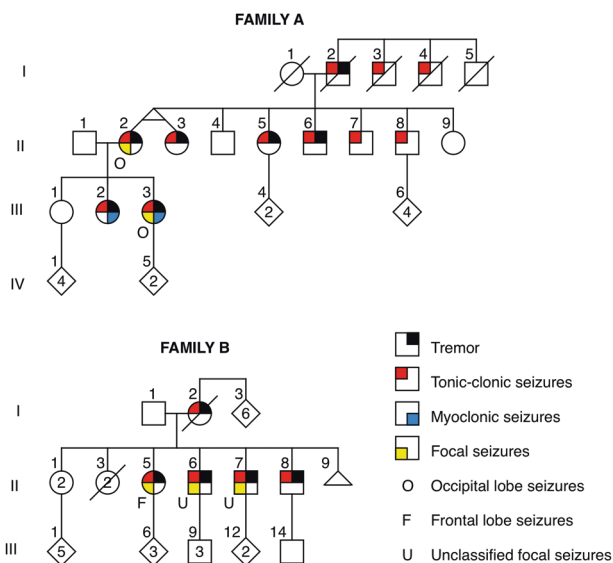 FAMILY A
1 2 3 4 5
I
1 2 3 4 5 6 7 8 9
II
O
1 2 3 4 6
III
2 4
O
1 5
IV
4 2
FAMILY B
Tremor
Tonic-clonic seizures
1 2 3
I
6
Myoclonic seizures
Focal seizures
1 3 5 6 7 8 9
II
2 2
O Occipital lobe seizures
F U U
F Frontal lobe seizures
1 6 9 12 14
III
5 3 3 2
U Unclassified focal seizures